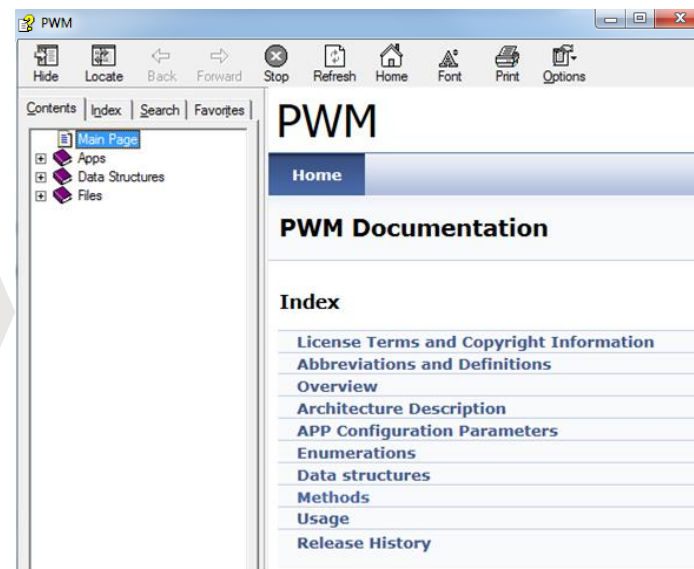 PWM
Hide Locate Back Forward Stop Refresh Home Font Print Options
Contents Index Search Favorites
Main Page
Apps
Data Structures
Files
PWM
Home
PWM Documentation
Index
License Terms and Copyright Information
Abbreviations and Definitions
Overview
Architecture Description
APP Configuration Parameters
Enumerations
Data structures
Methods
Usage
Release History